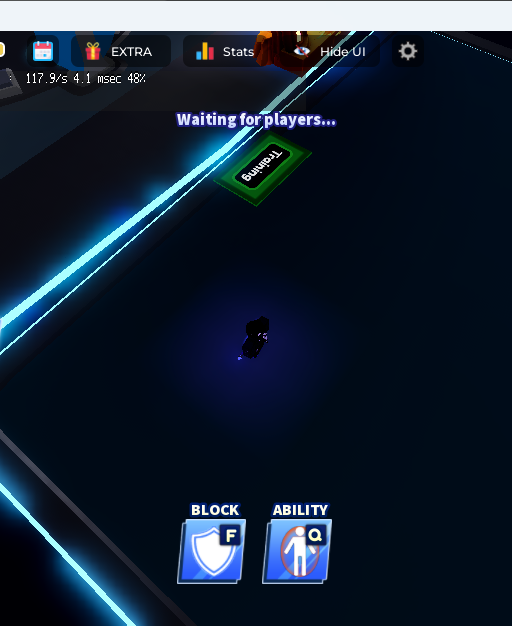 EXTRA
Stats
Hide UI
: 117.9/s 4.1 msec 48%
Waiting for players...
Training
BLOCK
ABILITY
F
Q